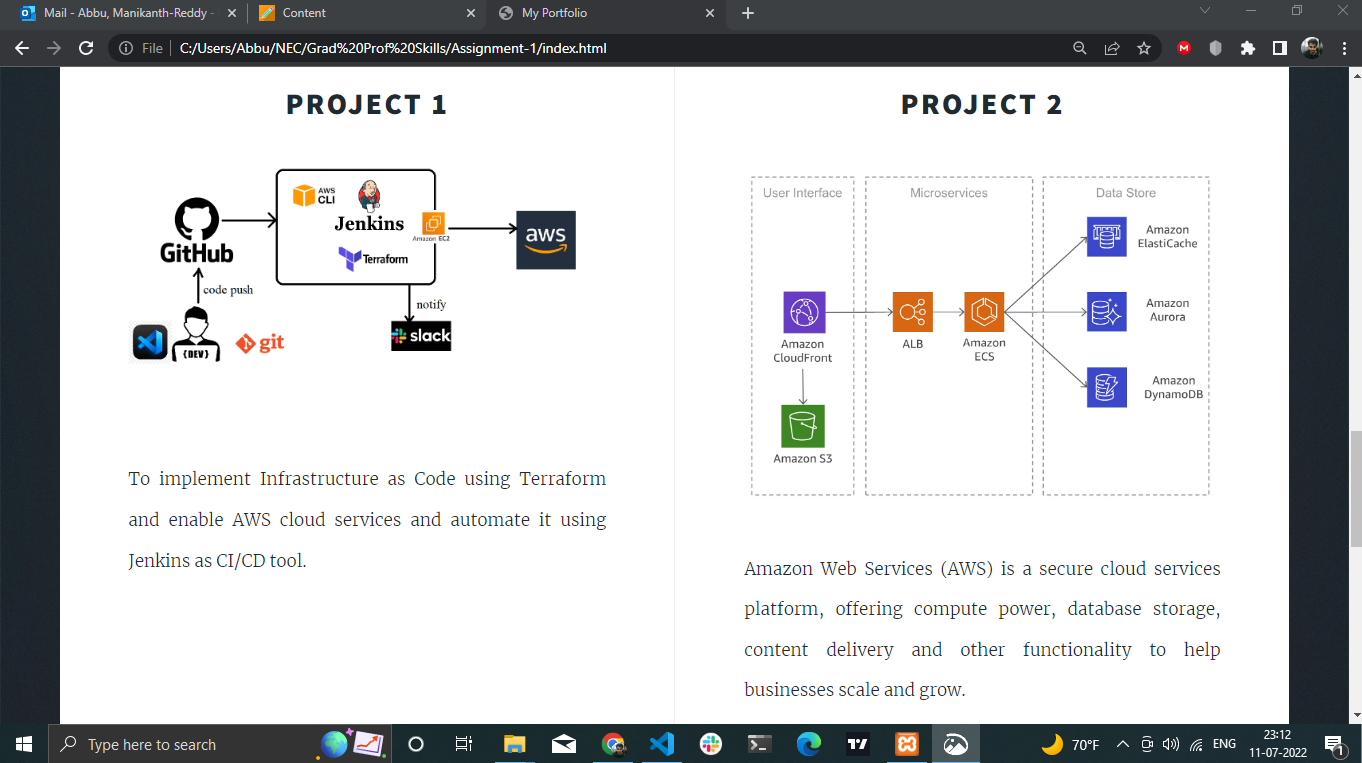 Mail - Abbu, Manikanth-Reddy -
Content
My Portfolio
File
C:/Users/Abbu/NEC/Grad%20Prof%20Skills/Assignment-1/index.html
PROJECT 1
AWS
CLI
Jenkins
Amazon EC2
Terraform
GitHub
aws
code push
notify
slack
{DEV}
git
To implement Infrastructure as Code using Terraform
and enable AWS cloud services and automate it using
Jenkins as CI/CD tool.
PROJECT 2
User Interface
Microservices
Data Store
Amazon
ElastiCache
Amazon
Aurora
Amazon
CloudFront
ALB
Amazon
ECS
Amazon
DynamoDB
Amazon S3
Amazon Web Services (AWS) is a secure cloud services
platform, offering compute power, database storage,
content delivery and other functionality to help
businesses scale and grow.
Type here to search
70°F
ENG
23:12
11-07-2022
1